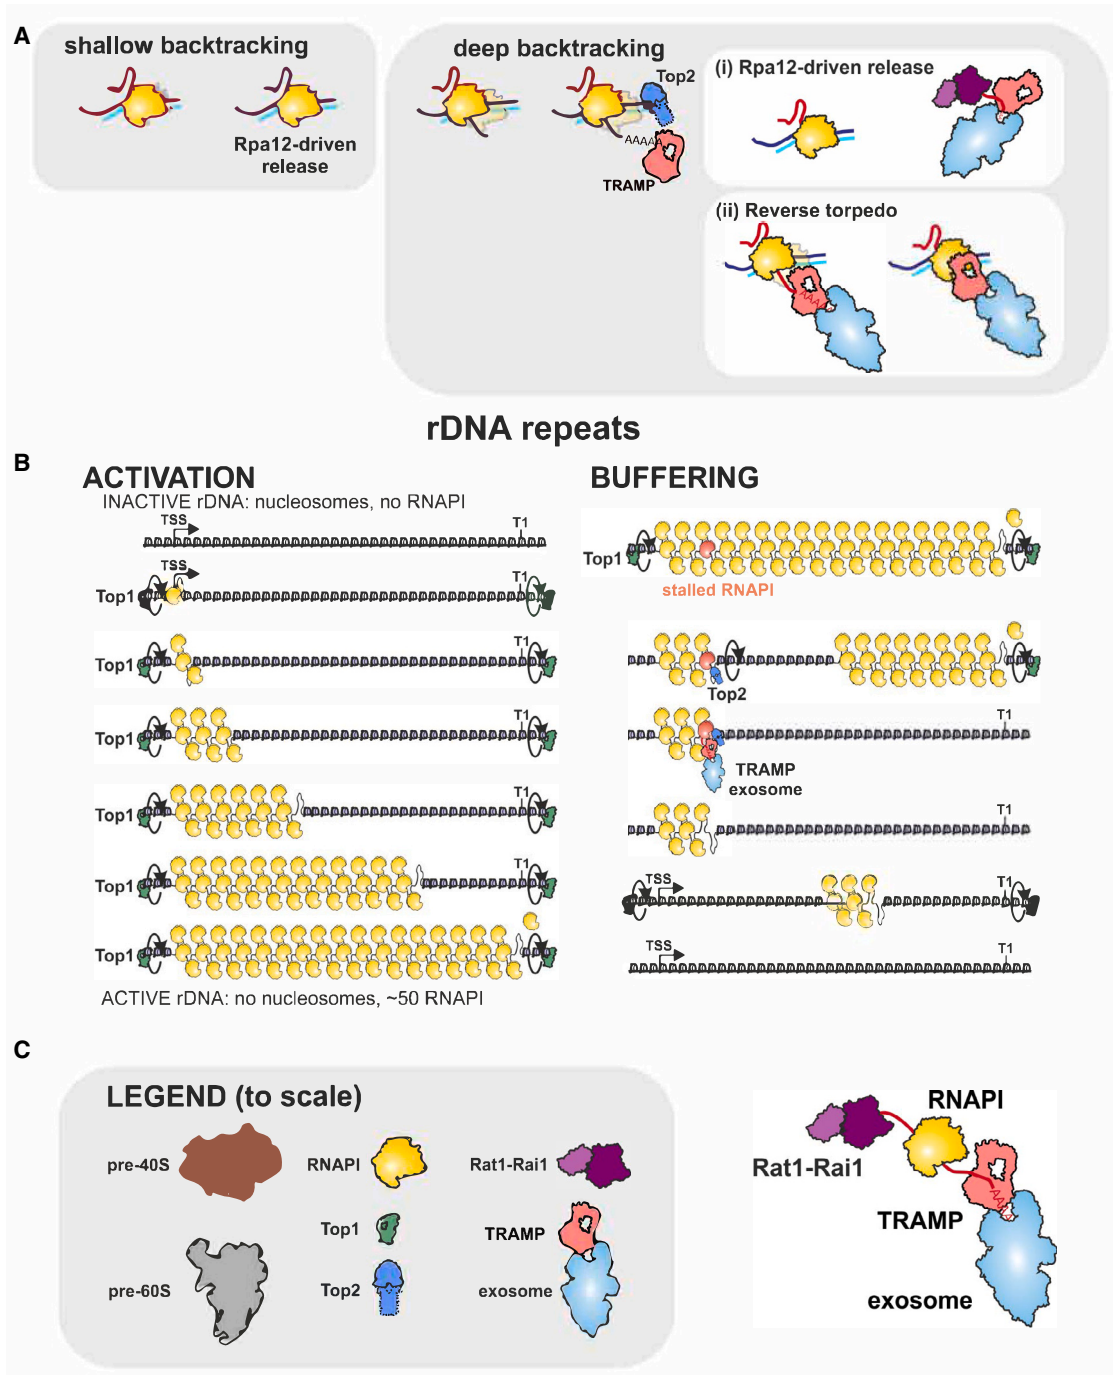 A
shallow backtracking
Rpa12-driven
release
deep backtracking
Top2
AAAAA
TRAMP
(i) Rpa12-driven release
(ii) Reverse torpedo
AAAA
rDNA repeats
B
ACTIVATION
INACTIVE rDNA: nucleosomes, no RNAPI
TSS
T1
TSS
T1
Top1
T1
Top1
T1
Top1
T1
Top1
T1
Top1
Top1
ACTIVE rDNA: no nucleosomes, ~50 RNAPI
BUFFERING
Top1
stalled RNAPI
Top2
T1
TRAMP
exosome
T1
TSS
T1
TSS
T1
C
LEGEND (to scale)
pre-40S
RNAPI
Rat1-Rai1
Top1
TRAMP
pre-60S
Top2
exosome
RNAPI
Rat1-Rai1
TRAMP
exosome